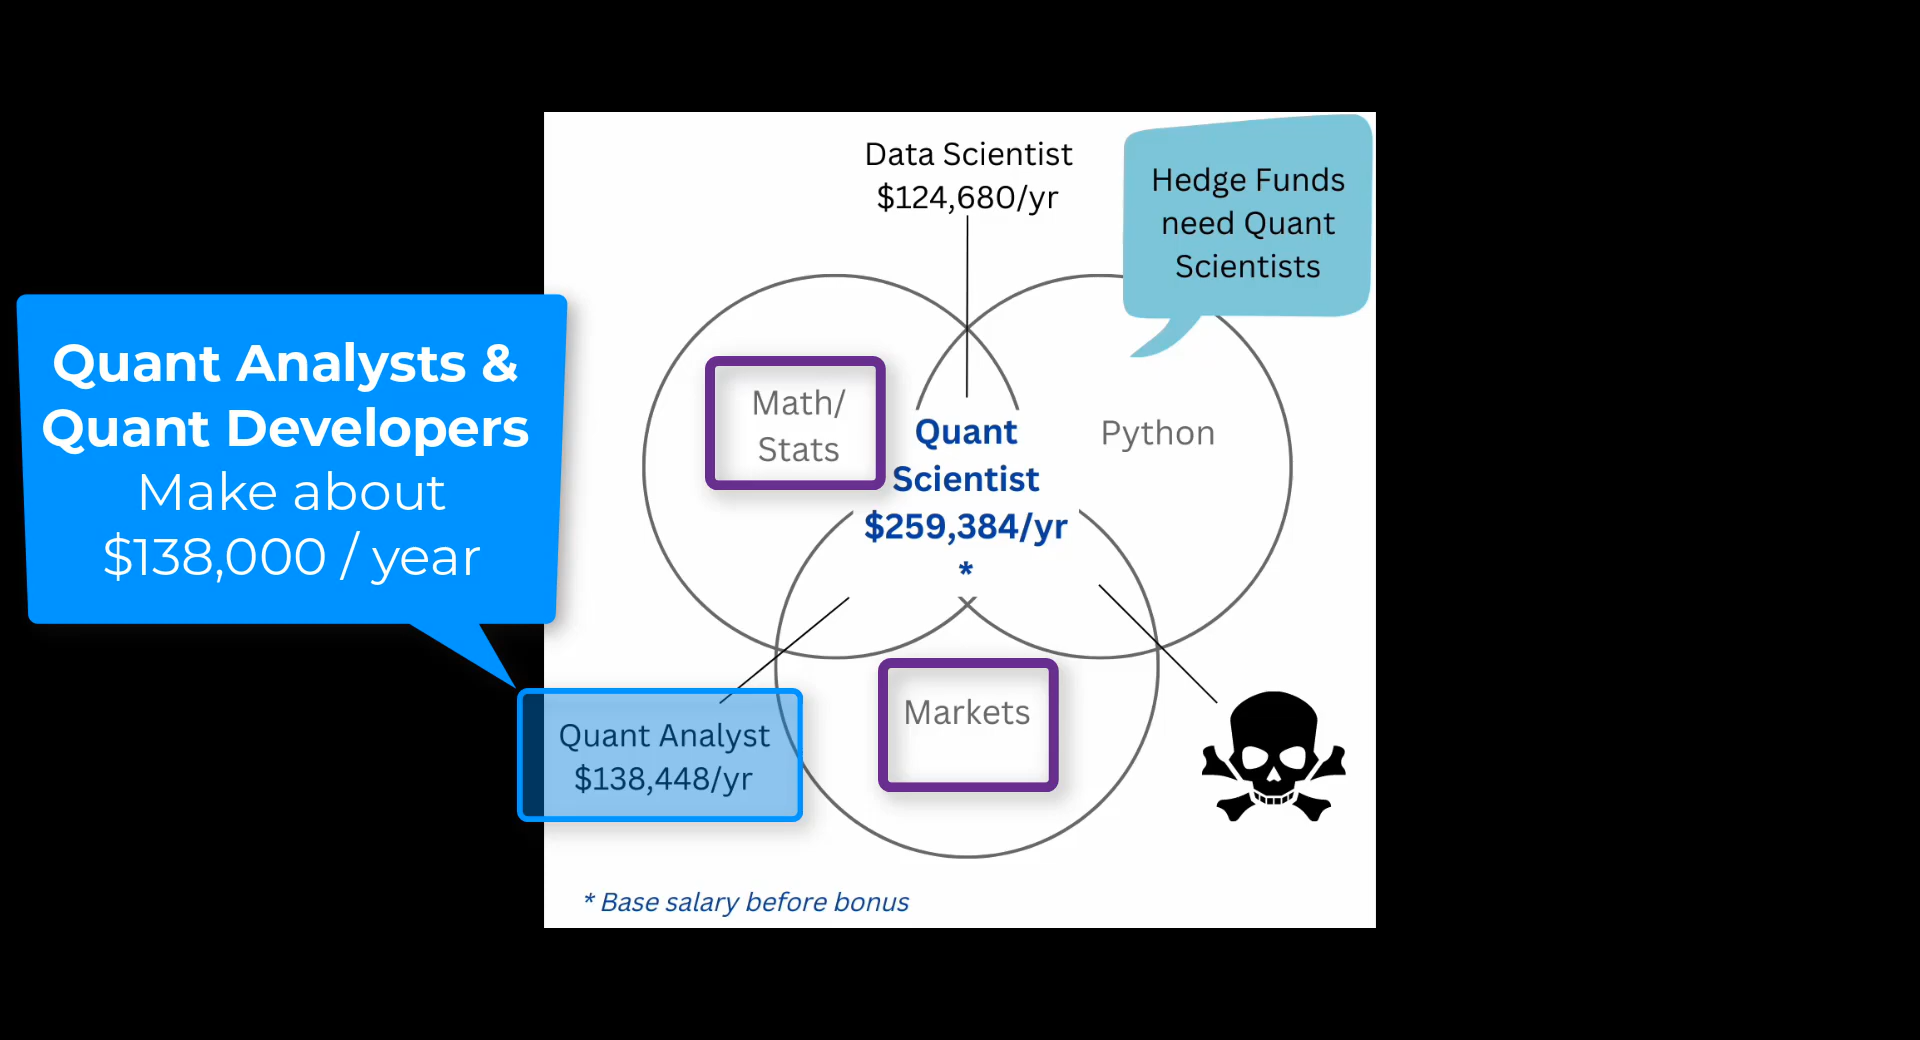 Data Scientist
$124,680/yr
Hedge Funds
need Quant
Scientists
Quant Analysts &
Quant Developers
Make about
$138,000 / year
Math/
Stats
Quant
Scientist
$259,384/yr
*
Python
Quant Analyst
$138,448/yr
Markets
* Base salary before bonus